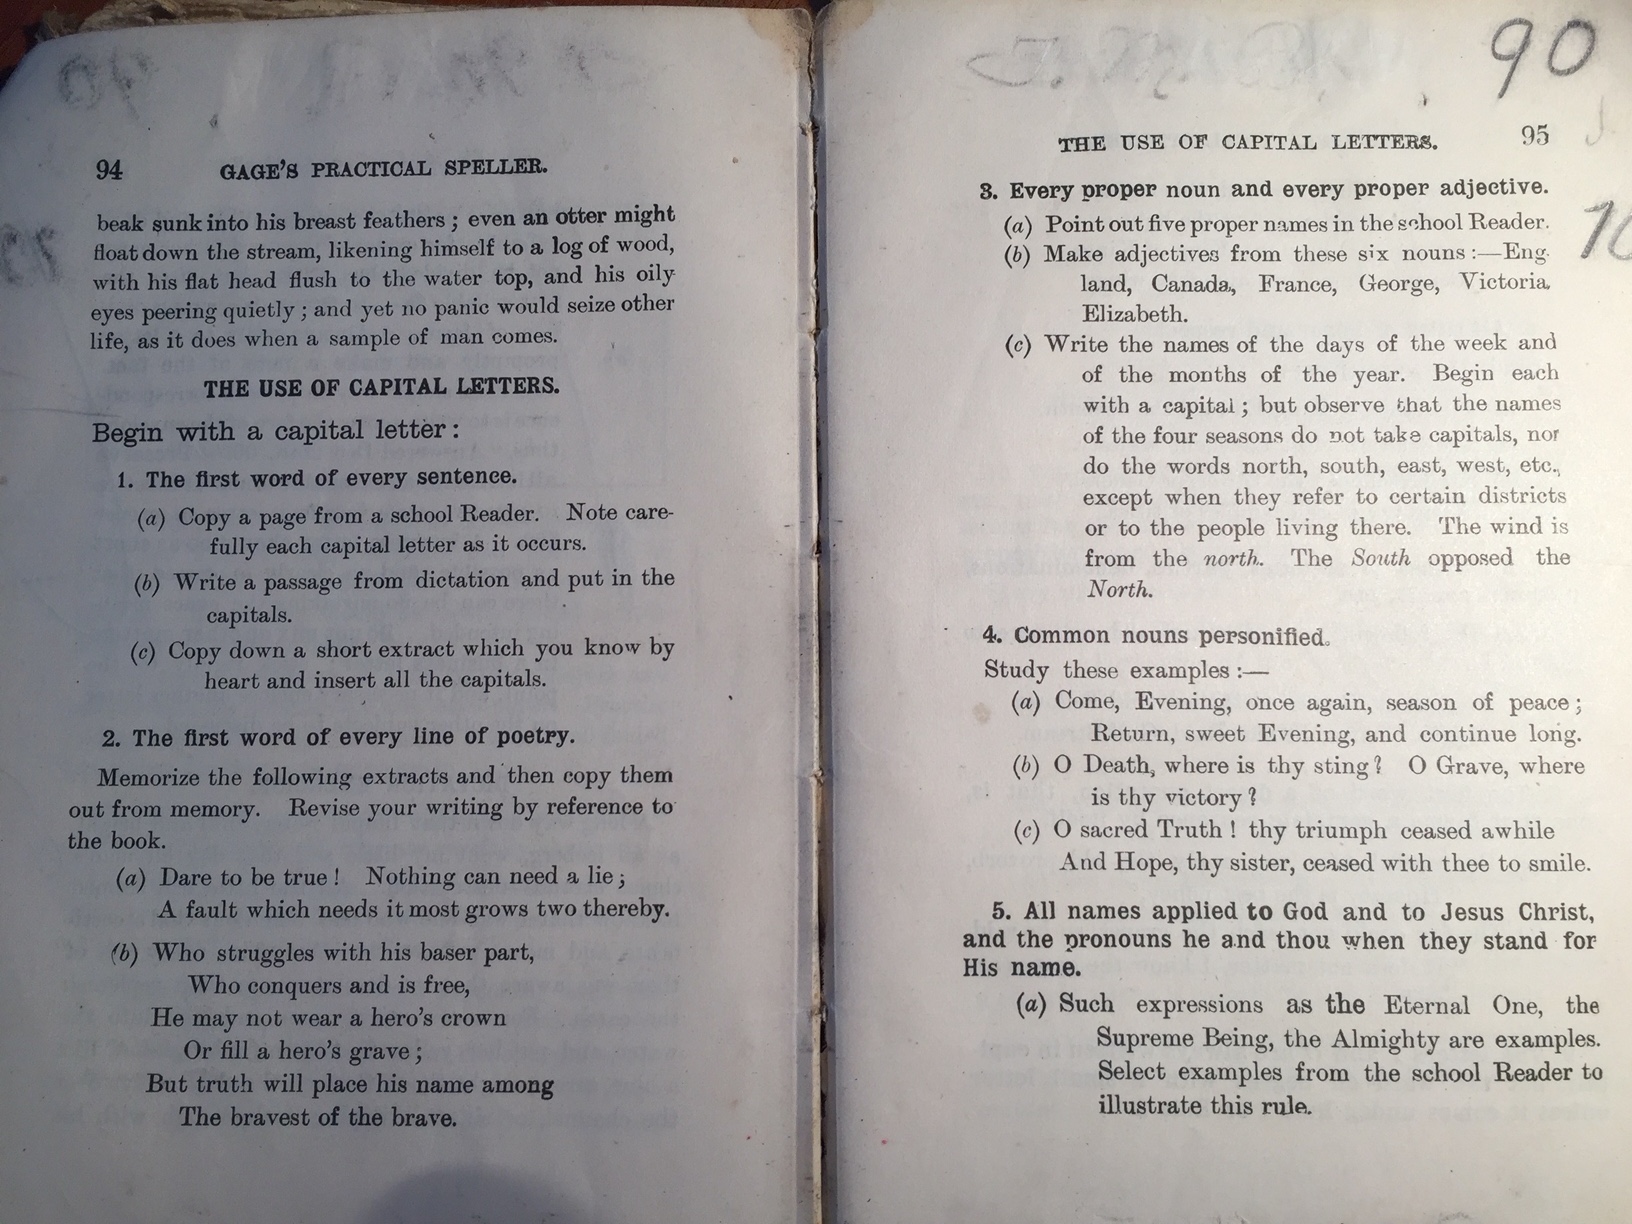 94 GAGE'S PRACTICAL SPELLER.
beak sunk into his breast feathers ; even an otter might
float down the stream, likening himself to a log of wood,
with his flat head flush to the water top, and his oily
eyes peering quietly ; and yet no panic would seize other
life, as it does when a sample of man comes.
THE USE OF CAPITAL LETTERS.
Begin with a capital letter :
1. The first word of every sentence.
(a) Copy a page from a school Reader. Note care-
fully each capital letter as it occurs.
(b) Write a passage from dictation and put in the
capitals.
(c) Copy down a short extract which you know by
heart and insert all the capitals.
2. The first word of every line of poetry.
Memorize the following extracts and then copy them
out from memory. Revise your writing by reference to
the book.
(a) Dare to be true ! Nothing can need a lie ;
A fault which needs it most grows two thereby.
(b) Who struggles with his baser part,
Who conquers and is free,
He may not wear a hero's crown
Or fill a hero's grave ;
But truth will place his name among
The bravest of the brave.
90
THE USE OF CAPITAL LETTERS. 95
3. Every proper noun and every proper adjective.
(a) Point out five proper names in the school Reader.
(b) Make adjectives from these six nouns :—Eng-
land, Canada, France, George, Victoria,
Elizabeth.
(c) Write the names of the days of the week and
of the months of the year. Begin each
with a capital ; but observe that the names
of the four seasons do not take capitals, nor
do the words north, south, east, west, etc.,
except when they refer to certain districts
or to the people living there. The wind is
from the north. The South opposed the
North.
4. Common nouns personified.
Study these examples :—
(a) Come, Evening, once again, season of peace ;
Return, sweet Evening, and continue long.
(b) O Death, where is thy sting ? O Grave, where
is thy victory ?
(c) O sacred Truth ! thy triumph ceased awhile
And Hope, thy sister, ceased with thee to smile.
5. All names applied to God and to Jesus Christ,
and the pronouns he and thou when they stand for
His name.
(a) Such expressions as the Eternal One, the
Supreme Being, the Almighty are examples.
Select examples from the school Reader to
illustrate this rule.